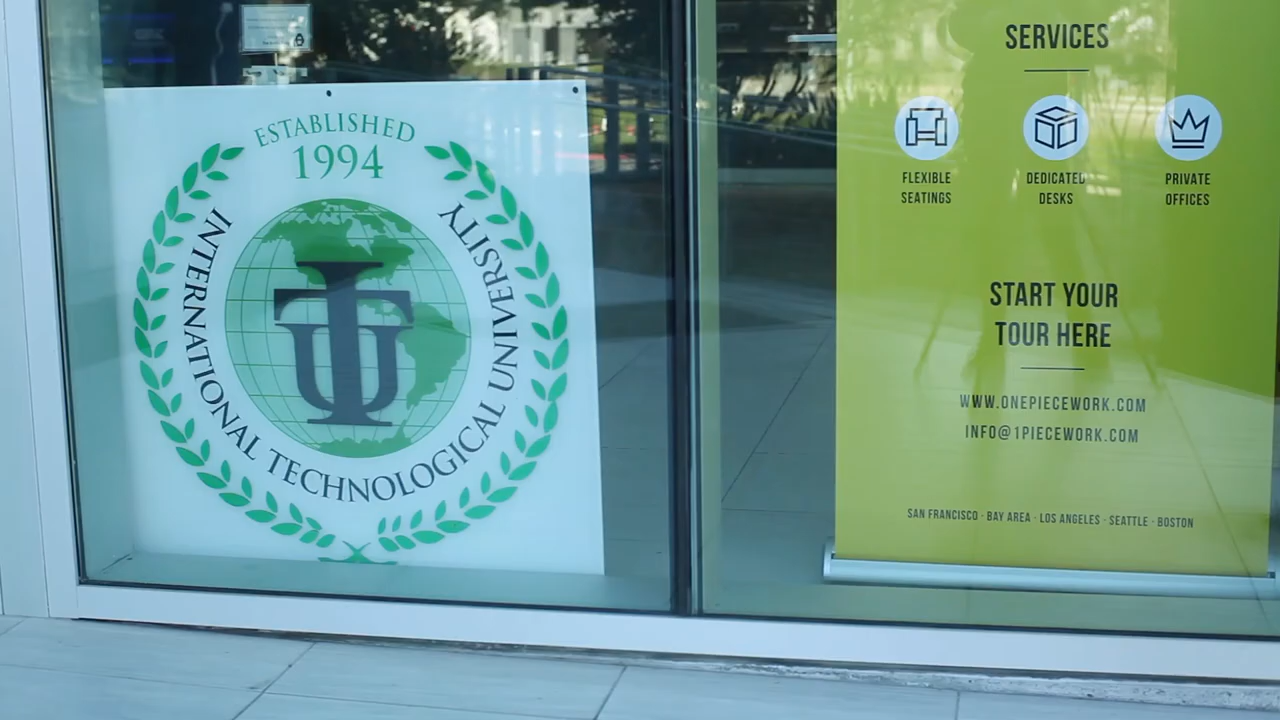 ESTABLISHED
1994
INTERNATIONAL TECHNOLOGICAL UNIVERSITY
ITU
SERVICES
FLEXIBLE
SEATINGS
DEDICATED
DESKS
PRIVATE
OFFICES
START YOUR
TOUR HERE
WWW.ONEPIECEWORK.COM
INFO@1PIECEWORK.COM
SAN FRANCISCO · BAY AREA · LOS ANGELES · SEATTLE · BOSTON